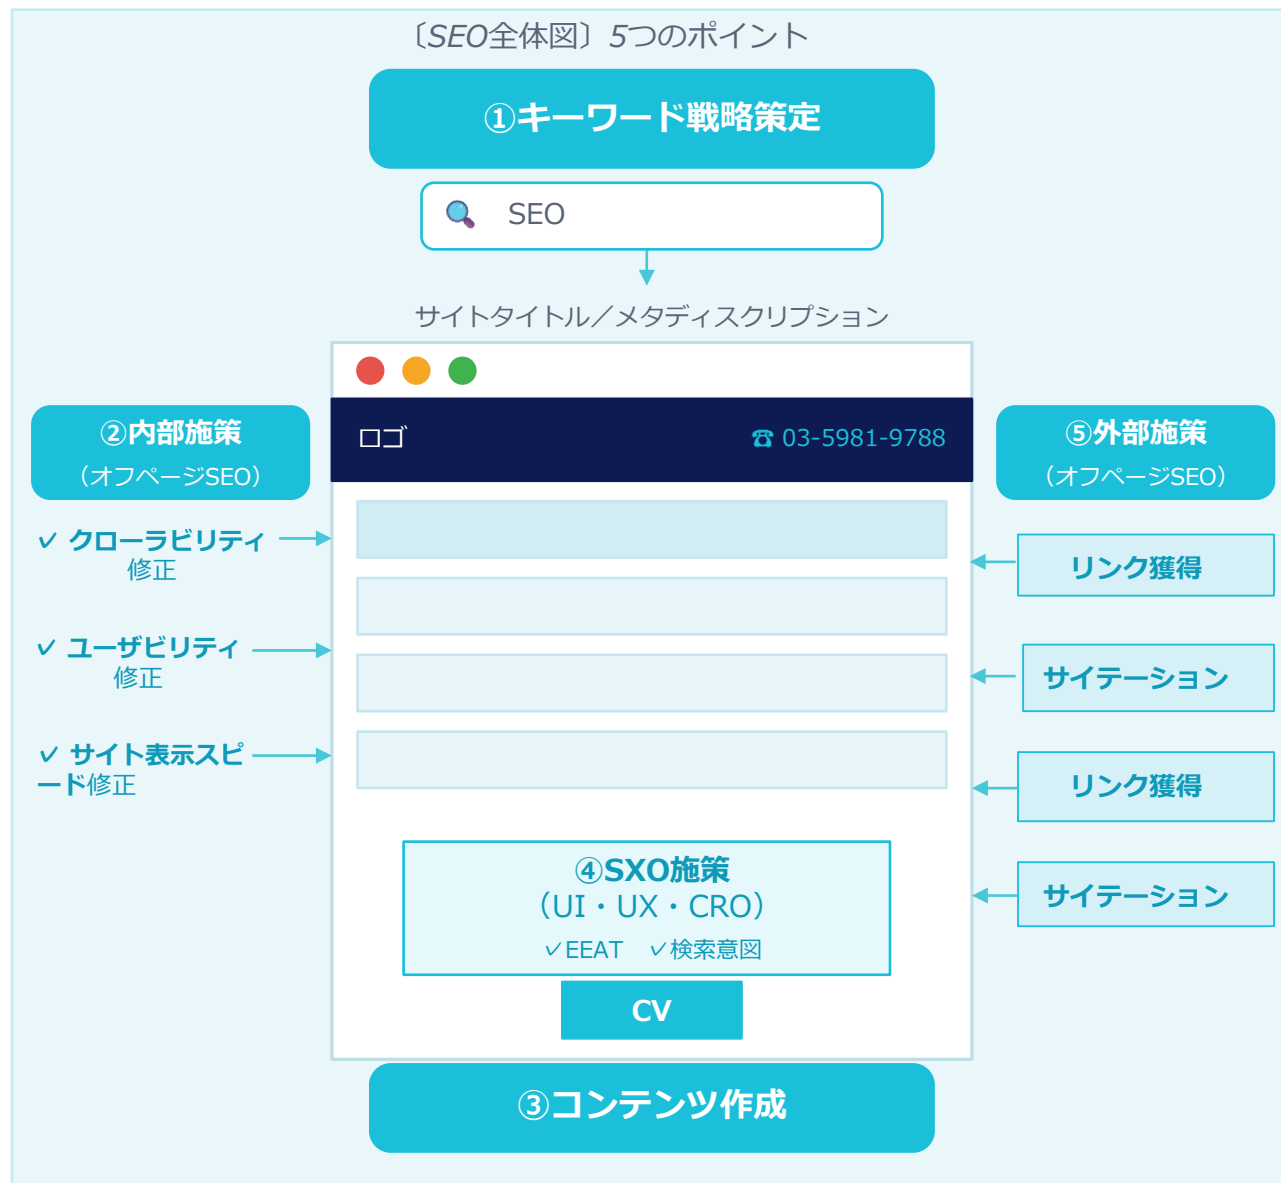 〔SEO全体図〕5つのポイント
①キーワード戦略策定
SEO
サイトタイトル／メタディスクリプション
ロゴ
☎ 03-5981-9788
②内部施策
（オフページSEO）
✓ クローラビリティ
修正
✓ ユーザビリティ
修正
✓ サイト表示スピ
ード修正
⑤外部施策
（オフページSEO）
リンク獲得
サイテーション
リンク獲得
サイテーション
④SXO施策
（UI・UX・CRO）
✓EEAT ✓検索意図
CV
③コンテンツ作成